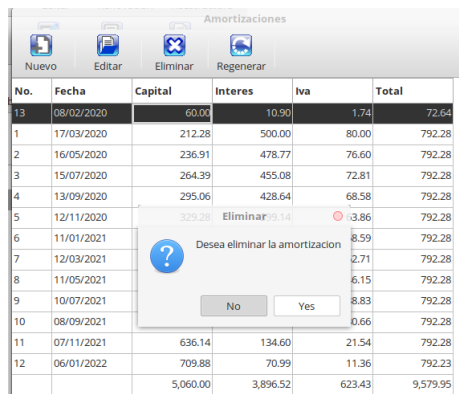 Amortizaciones
Nuevo Editar Eliminar Regenerar
No. Fecha Capital Interes Iva Total
13 08/02/2020 60.00 10.90 1.74 72.64
1 17/03/2020 212.28 500.00 80.00 792.28
2 16/05/2020 236.91 478.77 76.60 792.28
3 15/07/2020 264.39 455.08 72.81 792.28
4 13/09/2020 295.06 428.64 68.58 792.28
5 12/11/2020 329.28 792.28
6 11/01/2021 792.28
7 12/03/2021 792.28
8 11/05/2021 792.28
9 10/07/2021 792.28
10 08/09/2021 792.28
11 07/11/2021 636.14 134.60 21.54 792.28
12 06/01/2022 709.88 70.99 11.36 792.23
5,060.00 3,896.52 623.43 9,579.95
Eliminar
Desea eliminar la amortizacion
No Yes